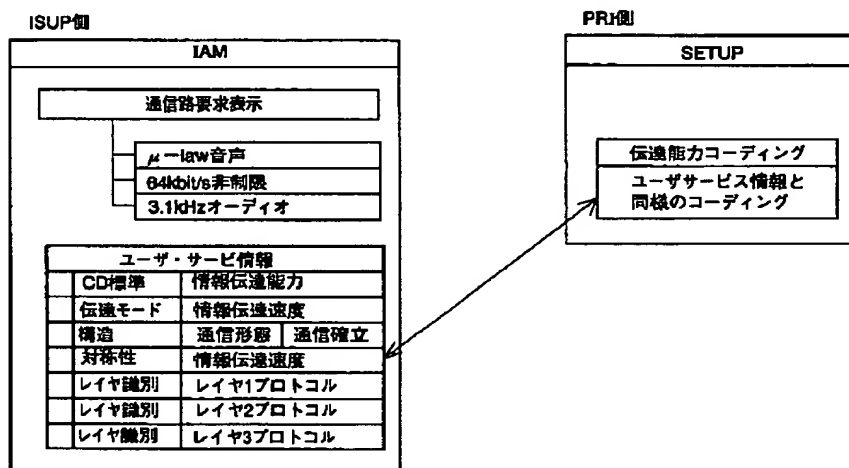 ISUP側
IAM
通信路要求表示
μ－law音声
64kbit/s非制限
3.1kHzオーディオ
ユーザ・サービ情報
CD標準 情報伝達能力
伝達モード 情報伝達速度
構造 通信形態 通信確立
対称性 情報伝達速度
レイヤ識別 レイヤ1プロトコル
レイヤ識別 レイヤ2プロトコル
レイヤ識別 レイヤ3プロトコル
PRI側
SETUP
伝達能力コーディング
ユーザサービス情報と
同様のコーディング